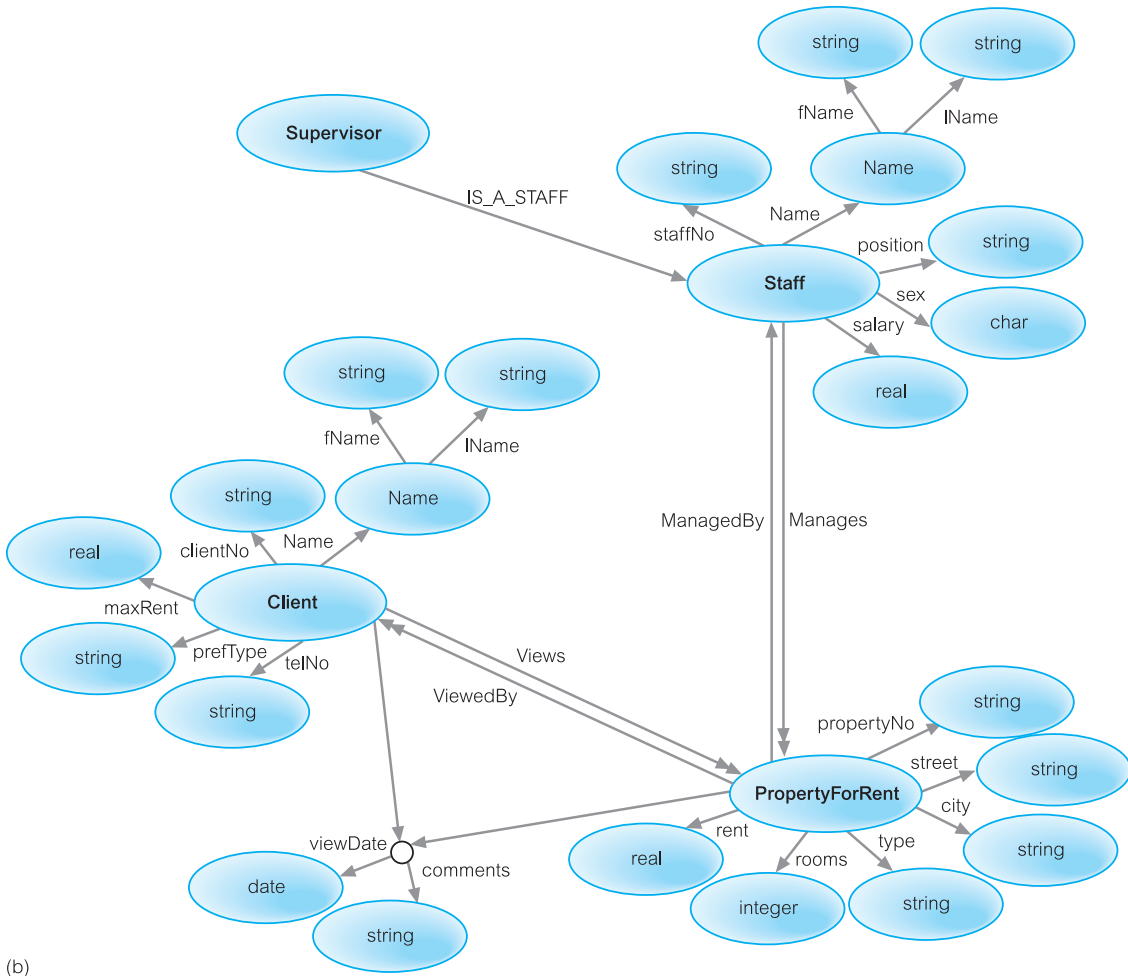 string
string
fName
lName
Supervisor
string
Name
IS_A_STAFF
Name
staffNo
position
string
Staff
sex
salary
char
string
string
real
fName
lName
string
Name
ManagedBy
Manages
real
clientNo
Name
Client
maxRent
string
prefType
telNo
Views
string
ViewedBy
propertyNo
string
street
string
PropertyForRent
city
rent
viewDate
type
string
comments
real
rooms
date
integer
string
string
(b)